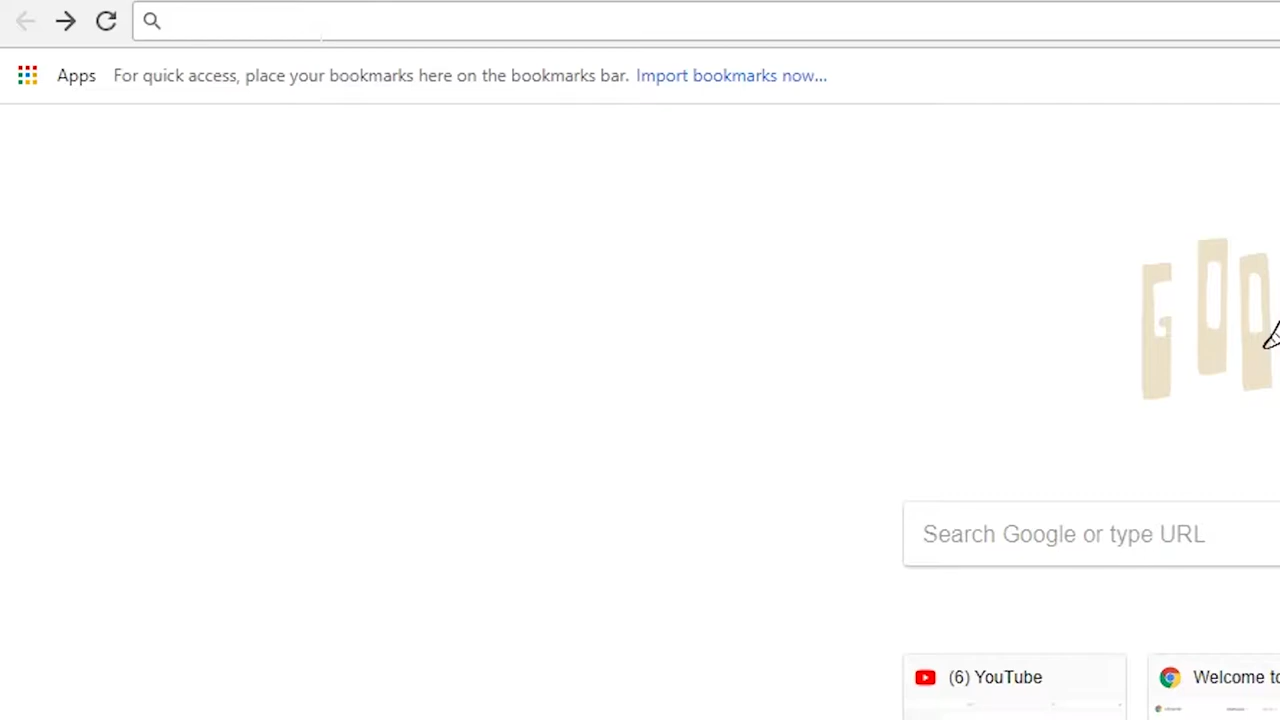 Apps For quick access, place your bookmarks here on the bookmarks bar. Import bookmarks now...
GO
Search Google or type URL
(6) YouTube
Welcome to